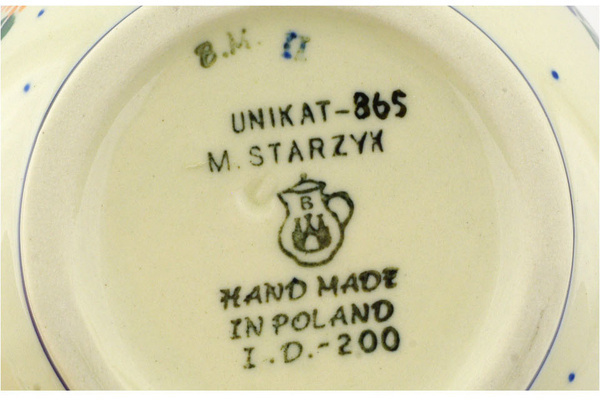 B.M.
UNIKAT-865
M. STARZYK
B
HAND MADE
IN POLAND
I.D.-200